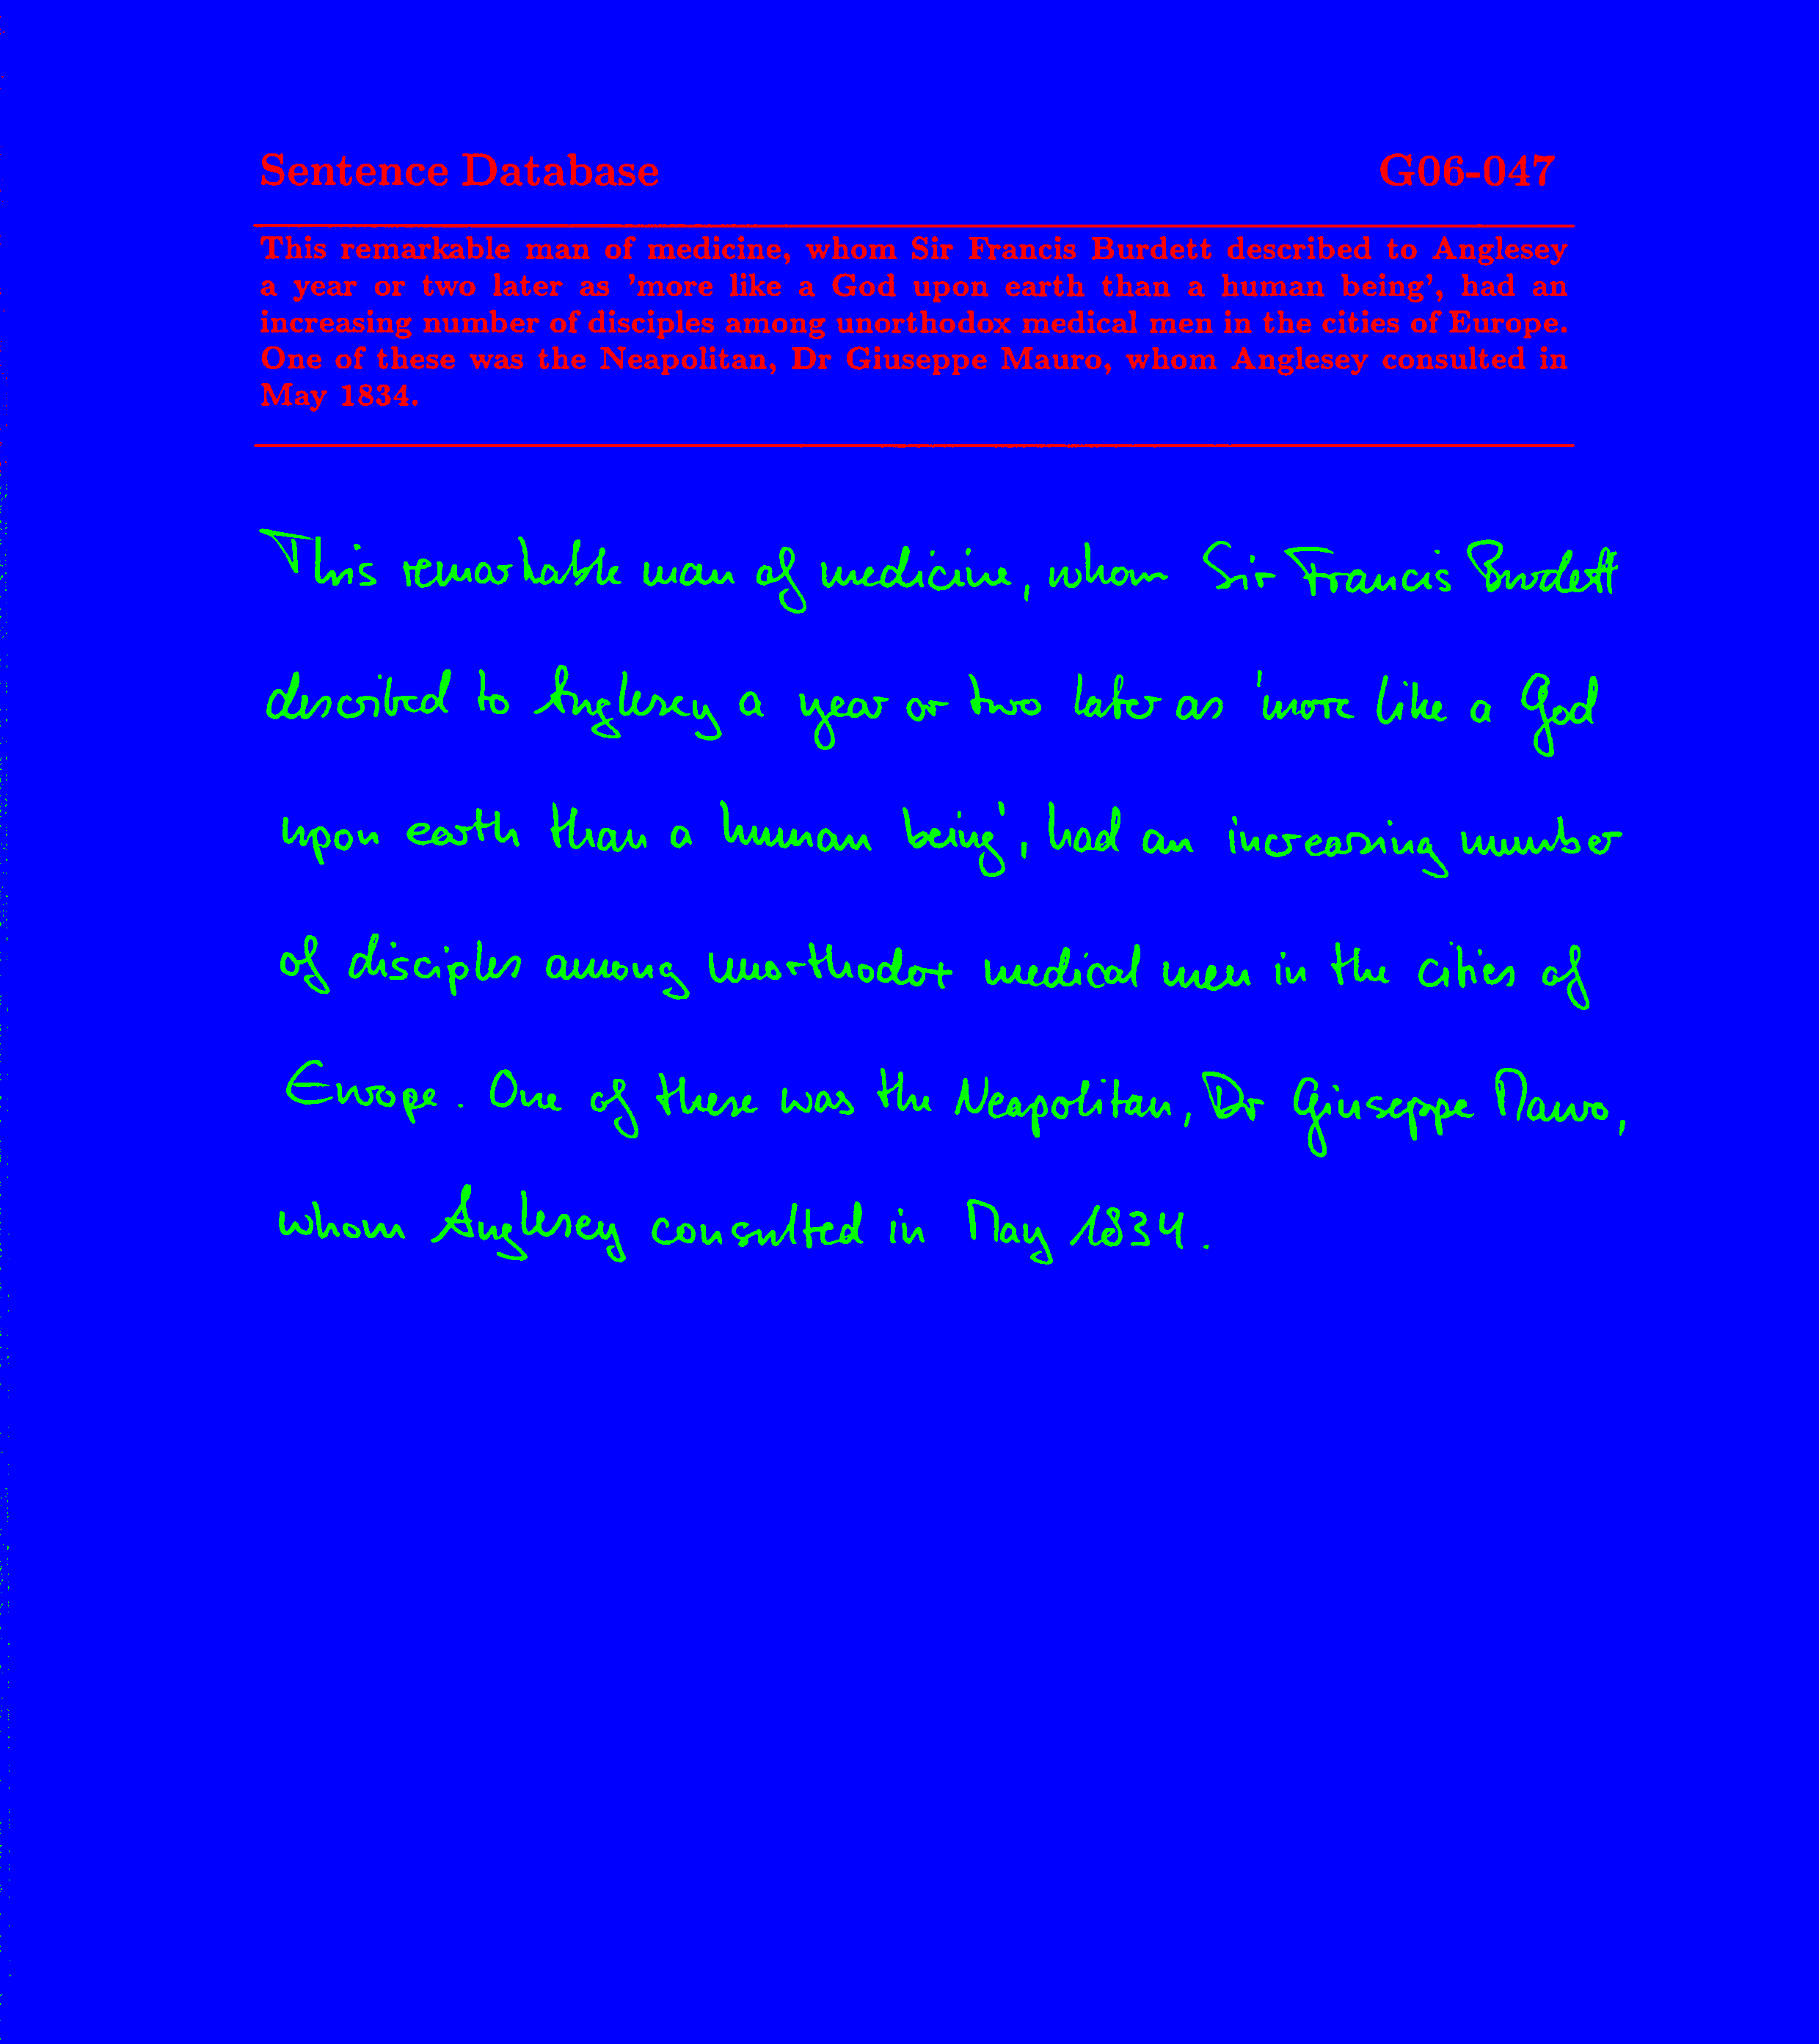 Sentence Database G06-047
This remarkable man of medicine, whom Sir Francis Burdett described to Anglesey
a year or two later as 'more like a God upon earth than a human being', had an
increasing number of disciples among unorthodox medical men in the cities of Europe.
One of these was the Neapolitan, Dr Giuseppe Mauro, whom Anglesey consulted in
May 1834.
This remarkable man of medicine, whom Sir Francis Burdett
described to Anglesey a year or two later as 'more like a God
upon earth than a human being', had an increasing number
of disciples among unorthodox medical men in the cities of
Europe. One of these was the Neapolitan, Dr Giuseppe Mauro,
whom Anglesey consulted in May 1834.